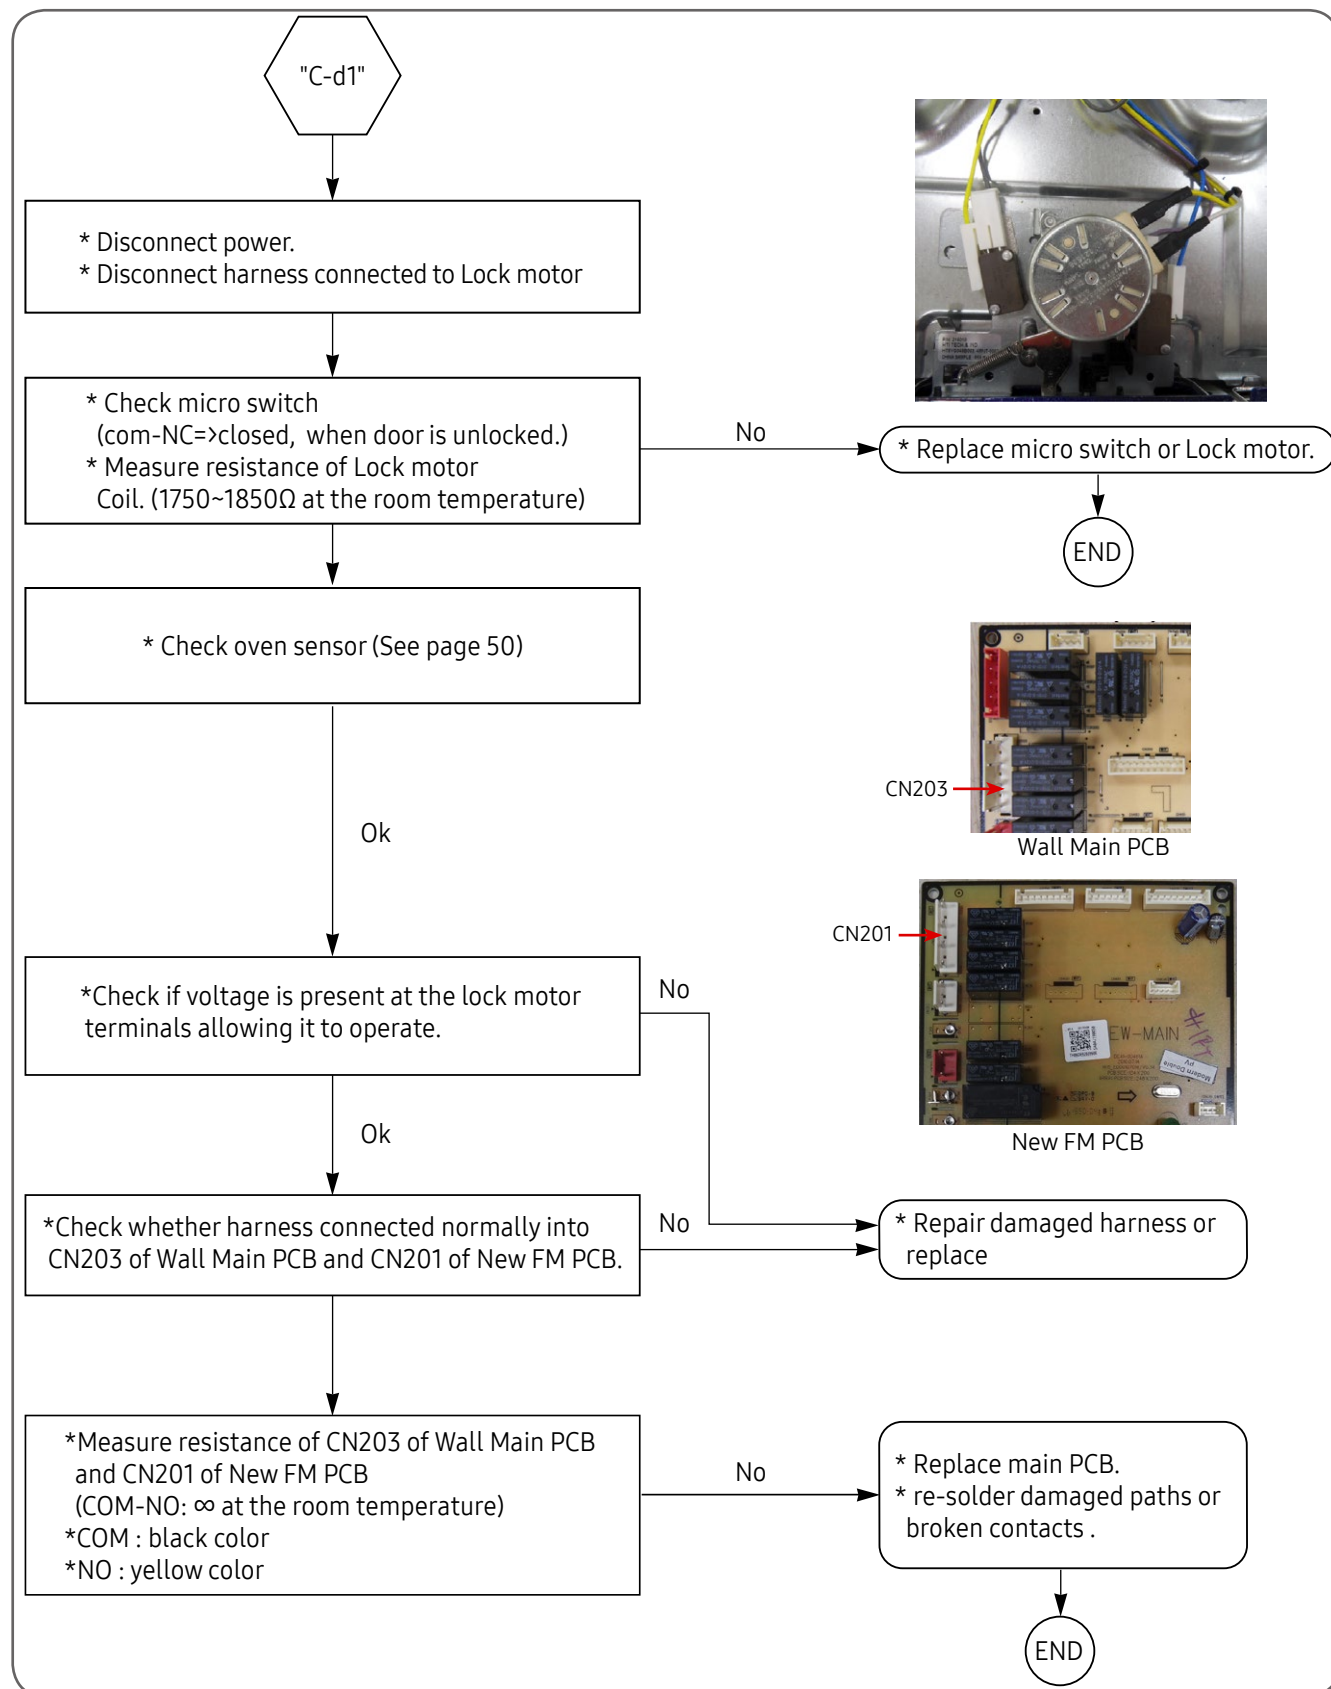 "C-d1"
* Disconnect power.
* Disconnect harness connected to Lock motor
* Check micro switch
(com-NC=>closed, when door is unlocked.)
* Measure resistance of Lock motor
Coil. (1750~1850Ω at the room temperature)
No
* Replace micro switch or Lock motor.
END
* Check oven sensor (See page 50)
CN203
Wall Main PCB
Ok
CN201
EW-MAIN
Modern Double
PV
New FM PCB
*Check if voltage is present at the lock motor
terminals allowing it to operate.
No
Ok
*Check whether harness connected normally into
CN203 of Wall Main PCB and CN201 of New FM PCB.
No
* Repair damaged harness or
replace
*Measure resistance of CN203 of Wall Main PCB
and CN201 of New FM PCB
(COM-NO: ∞ at the room temperature)
*COM : black color
*NO : yellow color
No
* Replace main PCB.
* re-solder damaged paths or
broken contacts .
END